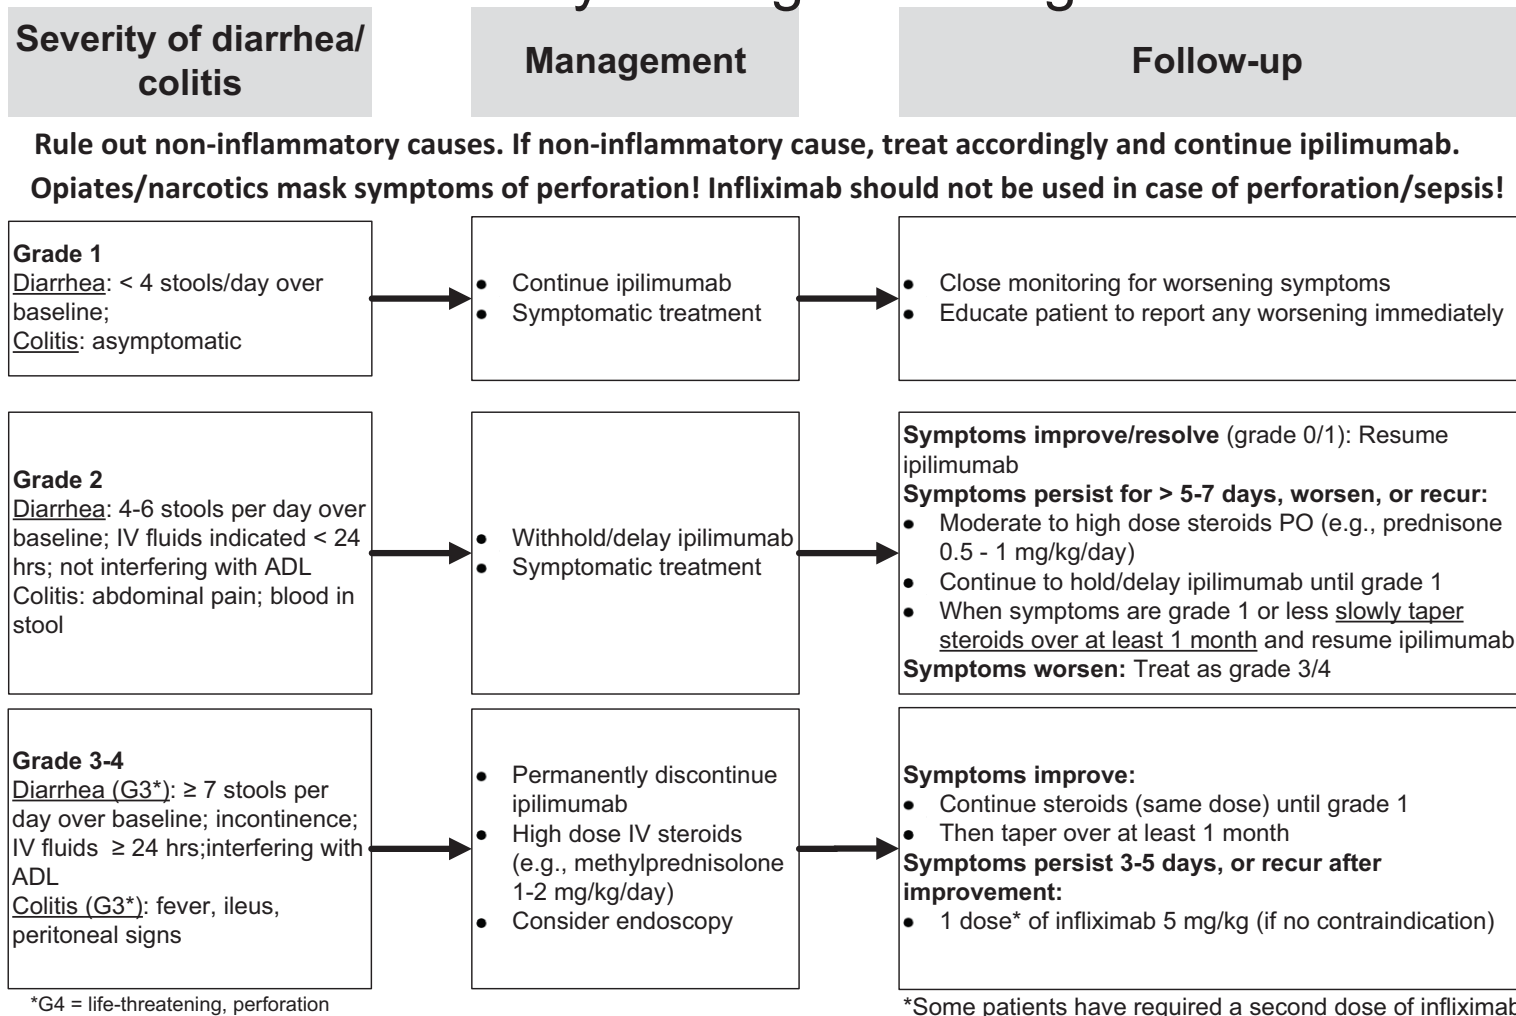 Severity of diarrhea/
colitis
Management
Follow-up
Rule out non-inflammatory causes. If non-inflammatory cause, treat accordingly and continue ipilimumab.
Opiates/narcotics mask symptoms of perforation! Infliximab should not be used in case of perforation/sepsis!
Grade 1
Diarrhea: < 4 stools/day over
baseline;
Colitis: asymptomatic
• Continue ipilimumab
• Symptomatic treatment
• Close monitoring for worsening symptoms
• Educate patient to report any worsening immediately
Grade 2
Diarrhea: 4-6 stools per day over
baseline; IV fluids indicated < 24
hrs; not interfering with ADL
Colitis: abdominal pain; blood in
stool
• Withhold/delay ipilimumab
• Symptomatic treatment
Symptoms improve/resolve (grade 0/1): Resume
ipilimumab
Symptoms persist for > 5-7 days, worsen, or recur:
• Moderate to high dose steroids PO (e.g., prednisone
0.5 - 1 mg/kg/day)
• Continue to hold/delay ipilimumab until grade 1
• When symptoms are grade 1 or less slowly taper
steroids over at least 1 month and resume ipilimumab
Symptoms worsen: Treat as grade 3/4
Grade 3-4
Diarrhea (G3*): ≥ 7 stools per
day over baseline; incontinence;
IV fluids ≥ 24 hrs;interfering with
ADL
Colitis (G3*): fever, ileus,
peritoneal signs
• Permanently discontinue
ipilimumab
• High dose IV steroids
(e.g., methylprednisolone
1-2 mg/kg/day)
• Consider endoscopy
Symptoms improve:
• Continue steroids (same dose) until grade 1
• Then taper over at least 1 month
Symptoms persist 3-5 days, or recur after
improvement:
• 1 dose* of infliximab 5 mg/kg (if no contraindication)
*G4 = life-threatening, perforation
*Some patients have required a second dose of infliximab